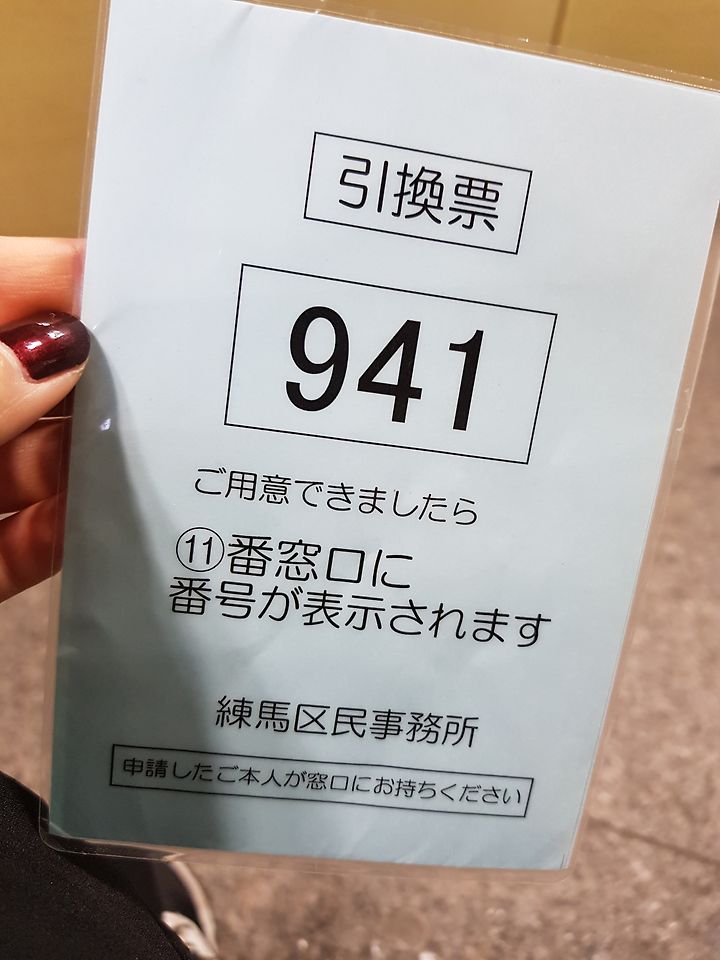 引換票
941
ご用意できましたら
⑪番窓口に
番号が表示されます
練馬区民事務所
申請したご本人が窓口にお持ちください